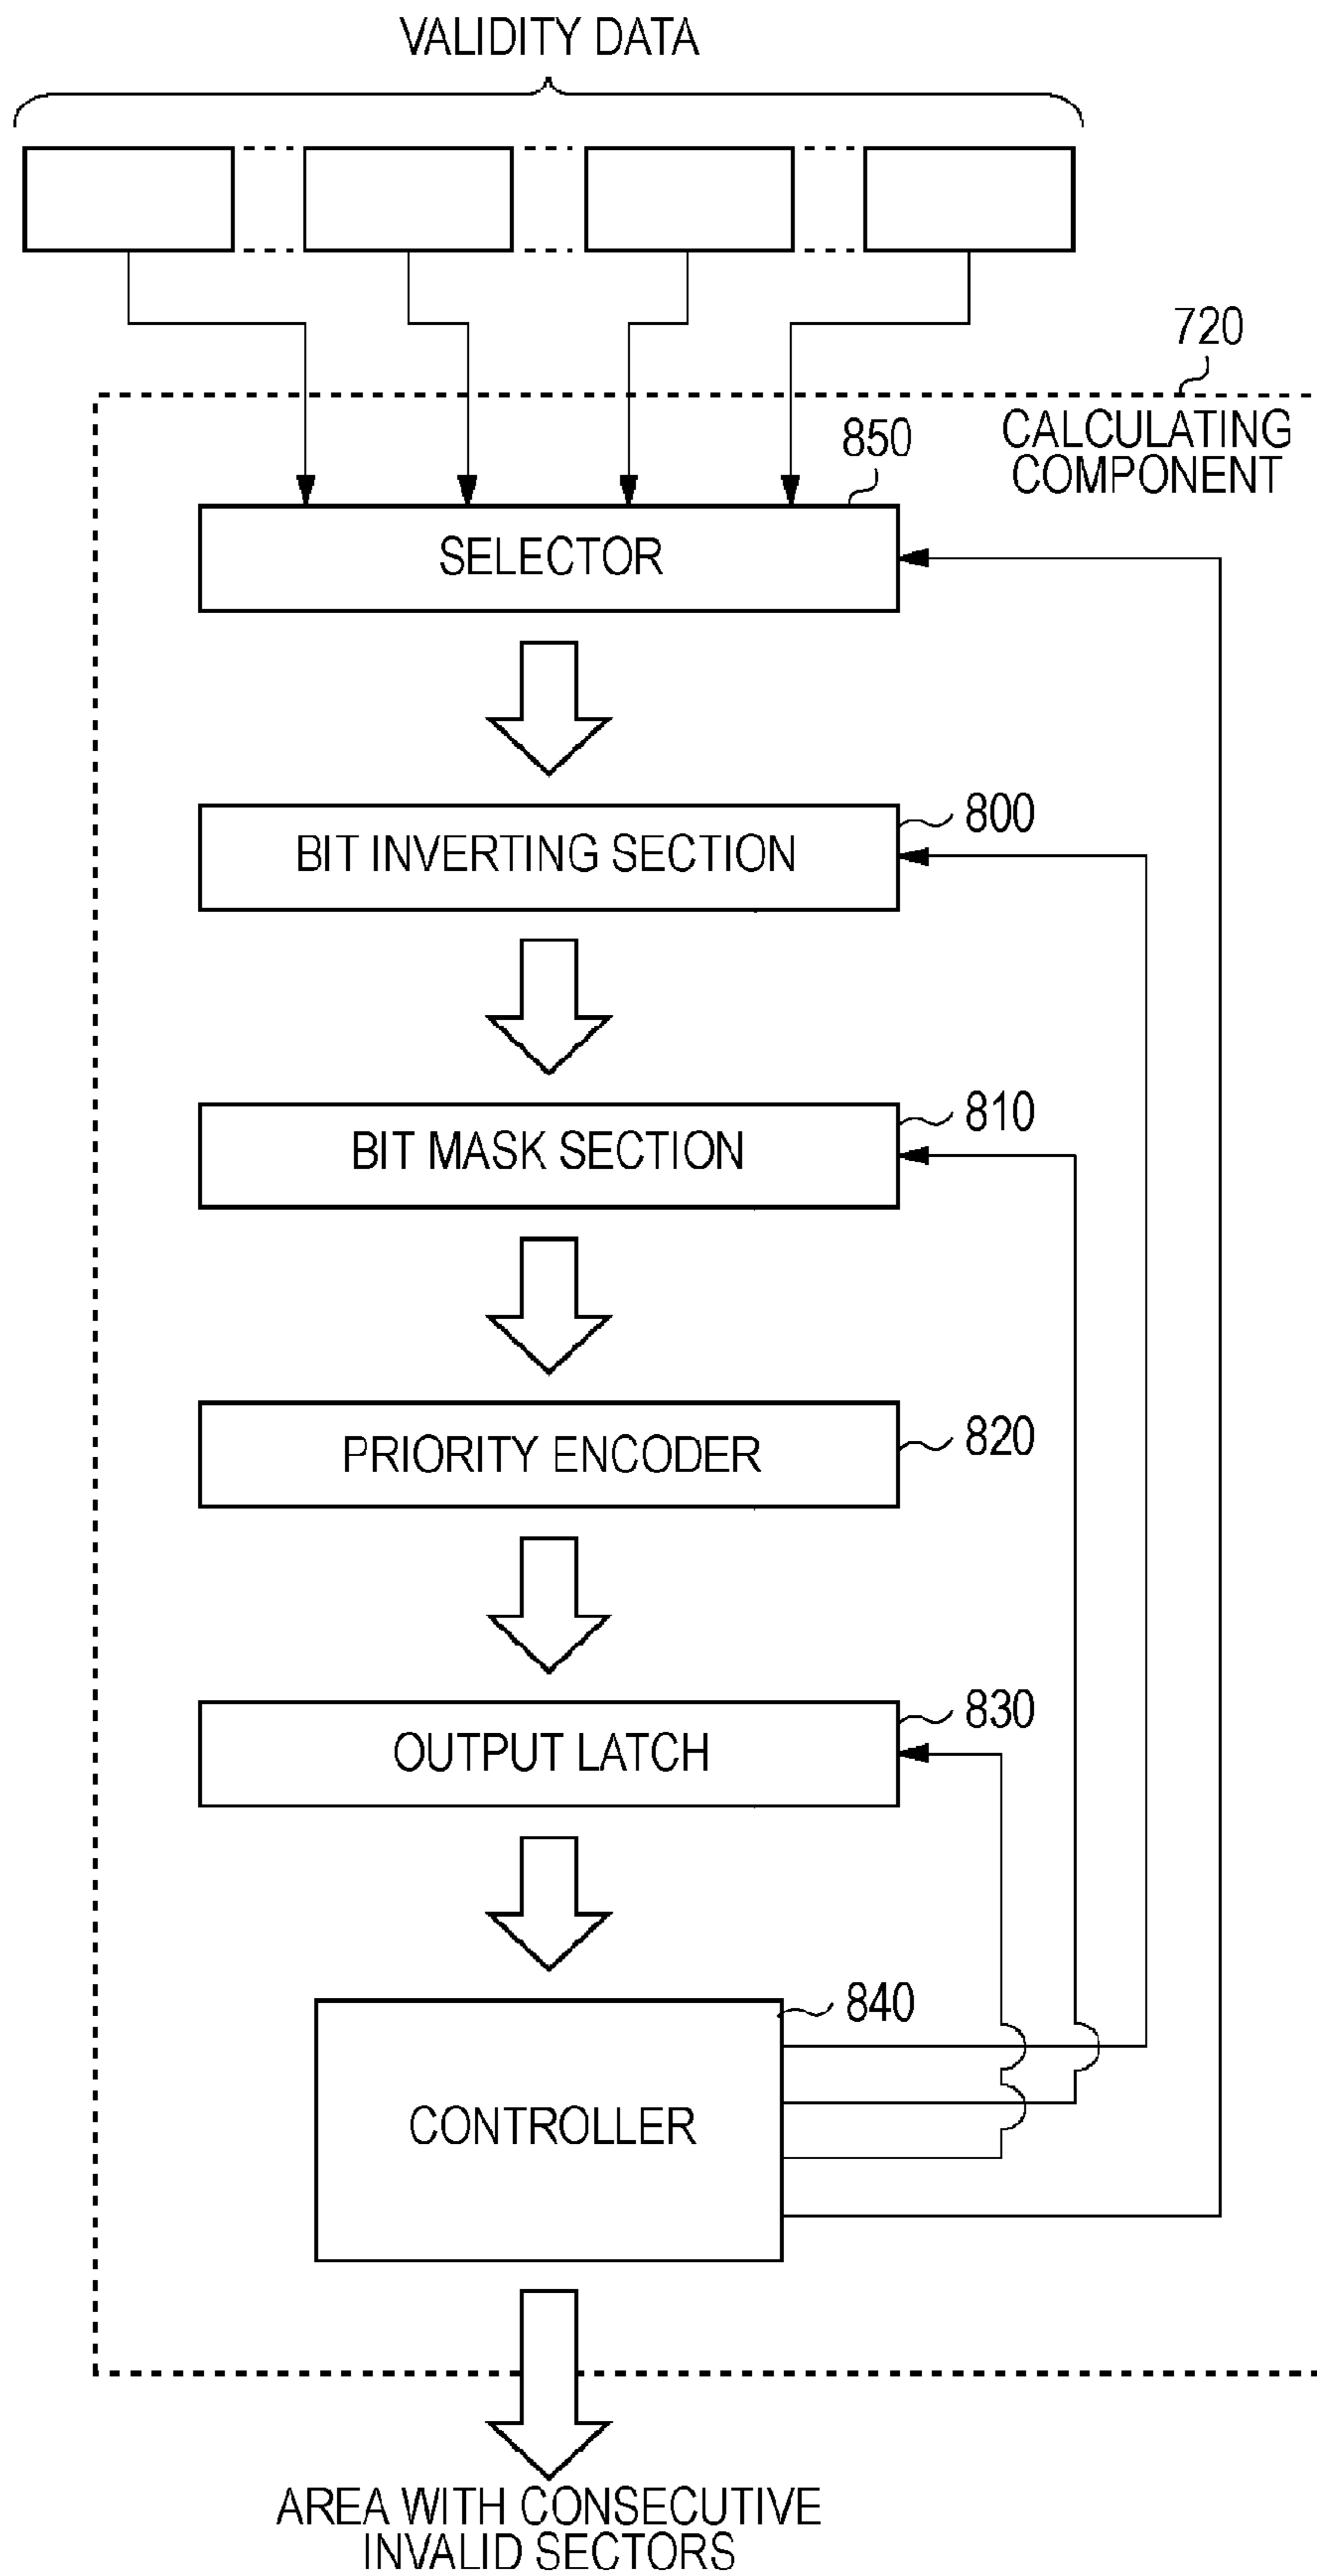 VALIDITY DATA
720
CALCULATING
COMPONENT
850
SELECTOR
800
BIT INVERTING SECTION
810
BIT MASK SECTION
820
PRIORITY ENCODER
830
OUTPUT LATCH
840
CONTROLLER
AREA WITH CONSECUTIVE
INVALID SECTORS